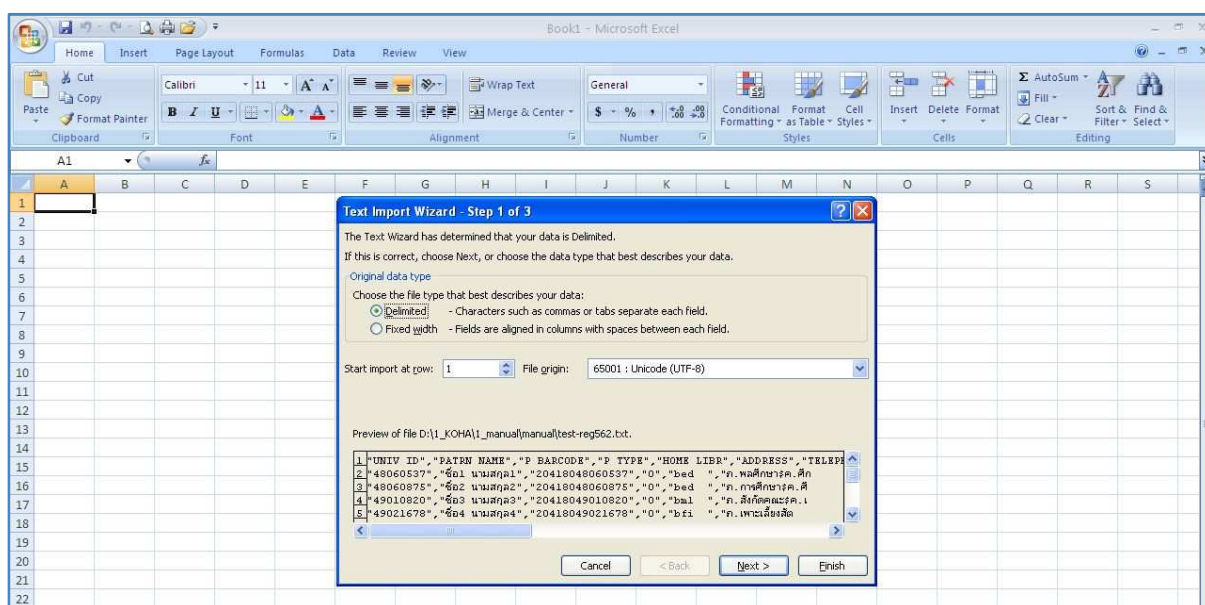 Book1 - Microsoft Excel
Home Insert Page Layout Formulas Data Review View
Paste
Cut
Copy
Format Painter
Clipboard
Calibri 11
B I U
Font
Wrap Text
Merge & Center
Alignment
General
$ % ,
Number
Conditional Formatting
Format as Table
Cell Styles
Styles
Insert Delete Format
Cells
Σ AutoSum
Fill
Clear
Sort & Filter
Find & Select
Editing
A1 fx
A B C D E F G H I J K L M N O P Q R S
1
2
3
4
5
6
7
8
9
10
11
12
13
14
15
16
17
18
19
20
21
22
Text Import Wizard - Step 1 of 3
The Text Wizard has determined that your data is Delimited.
If this is correct, choose Next, or choose the data type that best describes your data.
Original data type
Choose the file type that best describes your data:
Delimited - Characters such as commas or tabs separate each field.
Fixed width - Fields are aligned in columns with spaces between each field.
Start import at row: 1 File origin: 65001 : Unicode (UTF-8)
Preview of file D:\1_KOHA\1_manual\manual\test-reg562.txt.
1 "UNIV ID","PATRN NAME","P BARCODE","P TYPE","HOME LIBR","ADDRESS","TELEP
2 "48060537","ชื่อ1 นามสกุล1","20418048060537","0","bed ","ภ.พลศึกษา$ค.ศึก
3 "48060875","ชื่อ2 นามสกุล2","20418048060875","0","bed ","ภ.การศึกษา$ค.ศึ
4 "49010820","ชื่อ3 นามสกุล3","20418049010820","0","bml ","ภ.สังกัดคณะ$ค.เ
5 "49021678","ชื่อ4 นามสกุล4","20418049021678","0","bfi ","ภ.เพาะเลี้ยงสัต
Cancel < Back Next > Finish